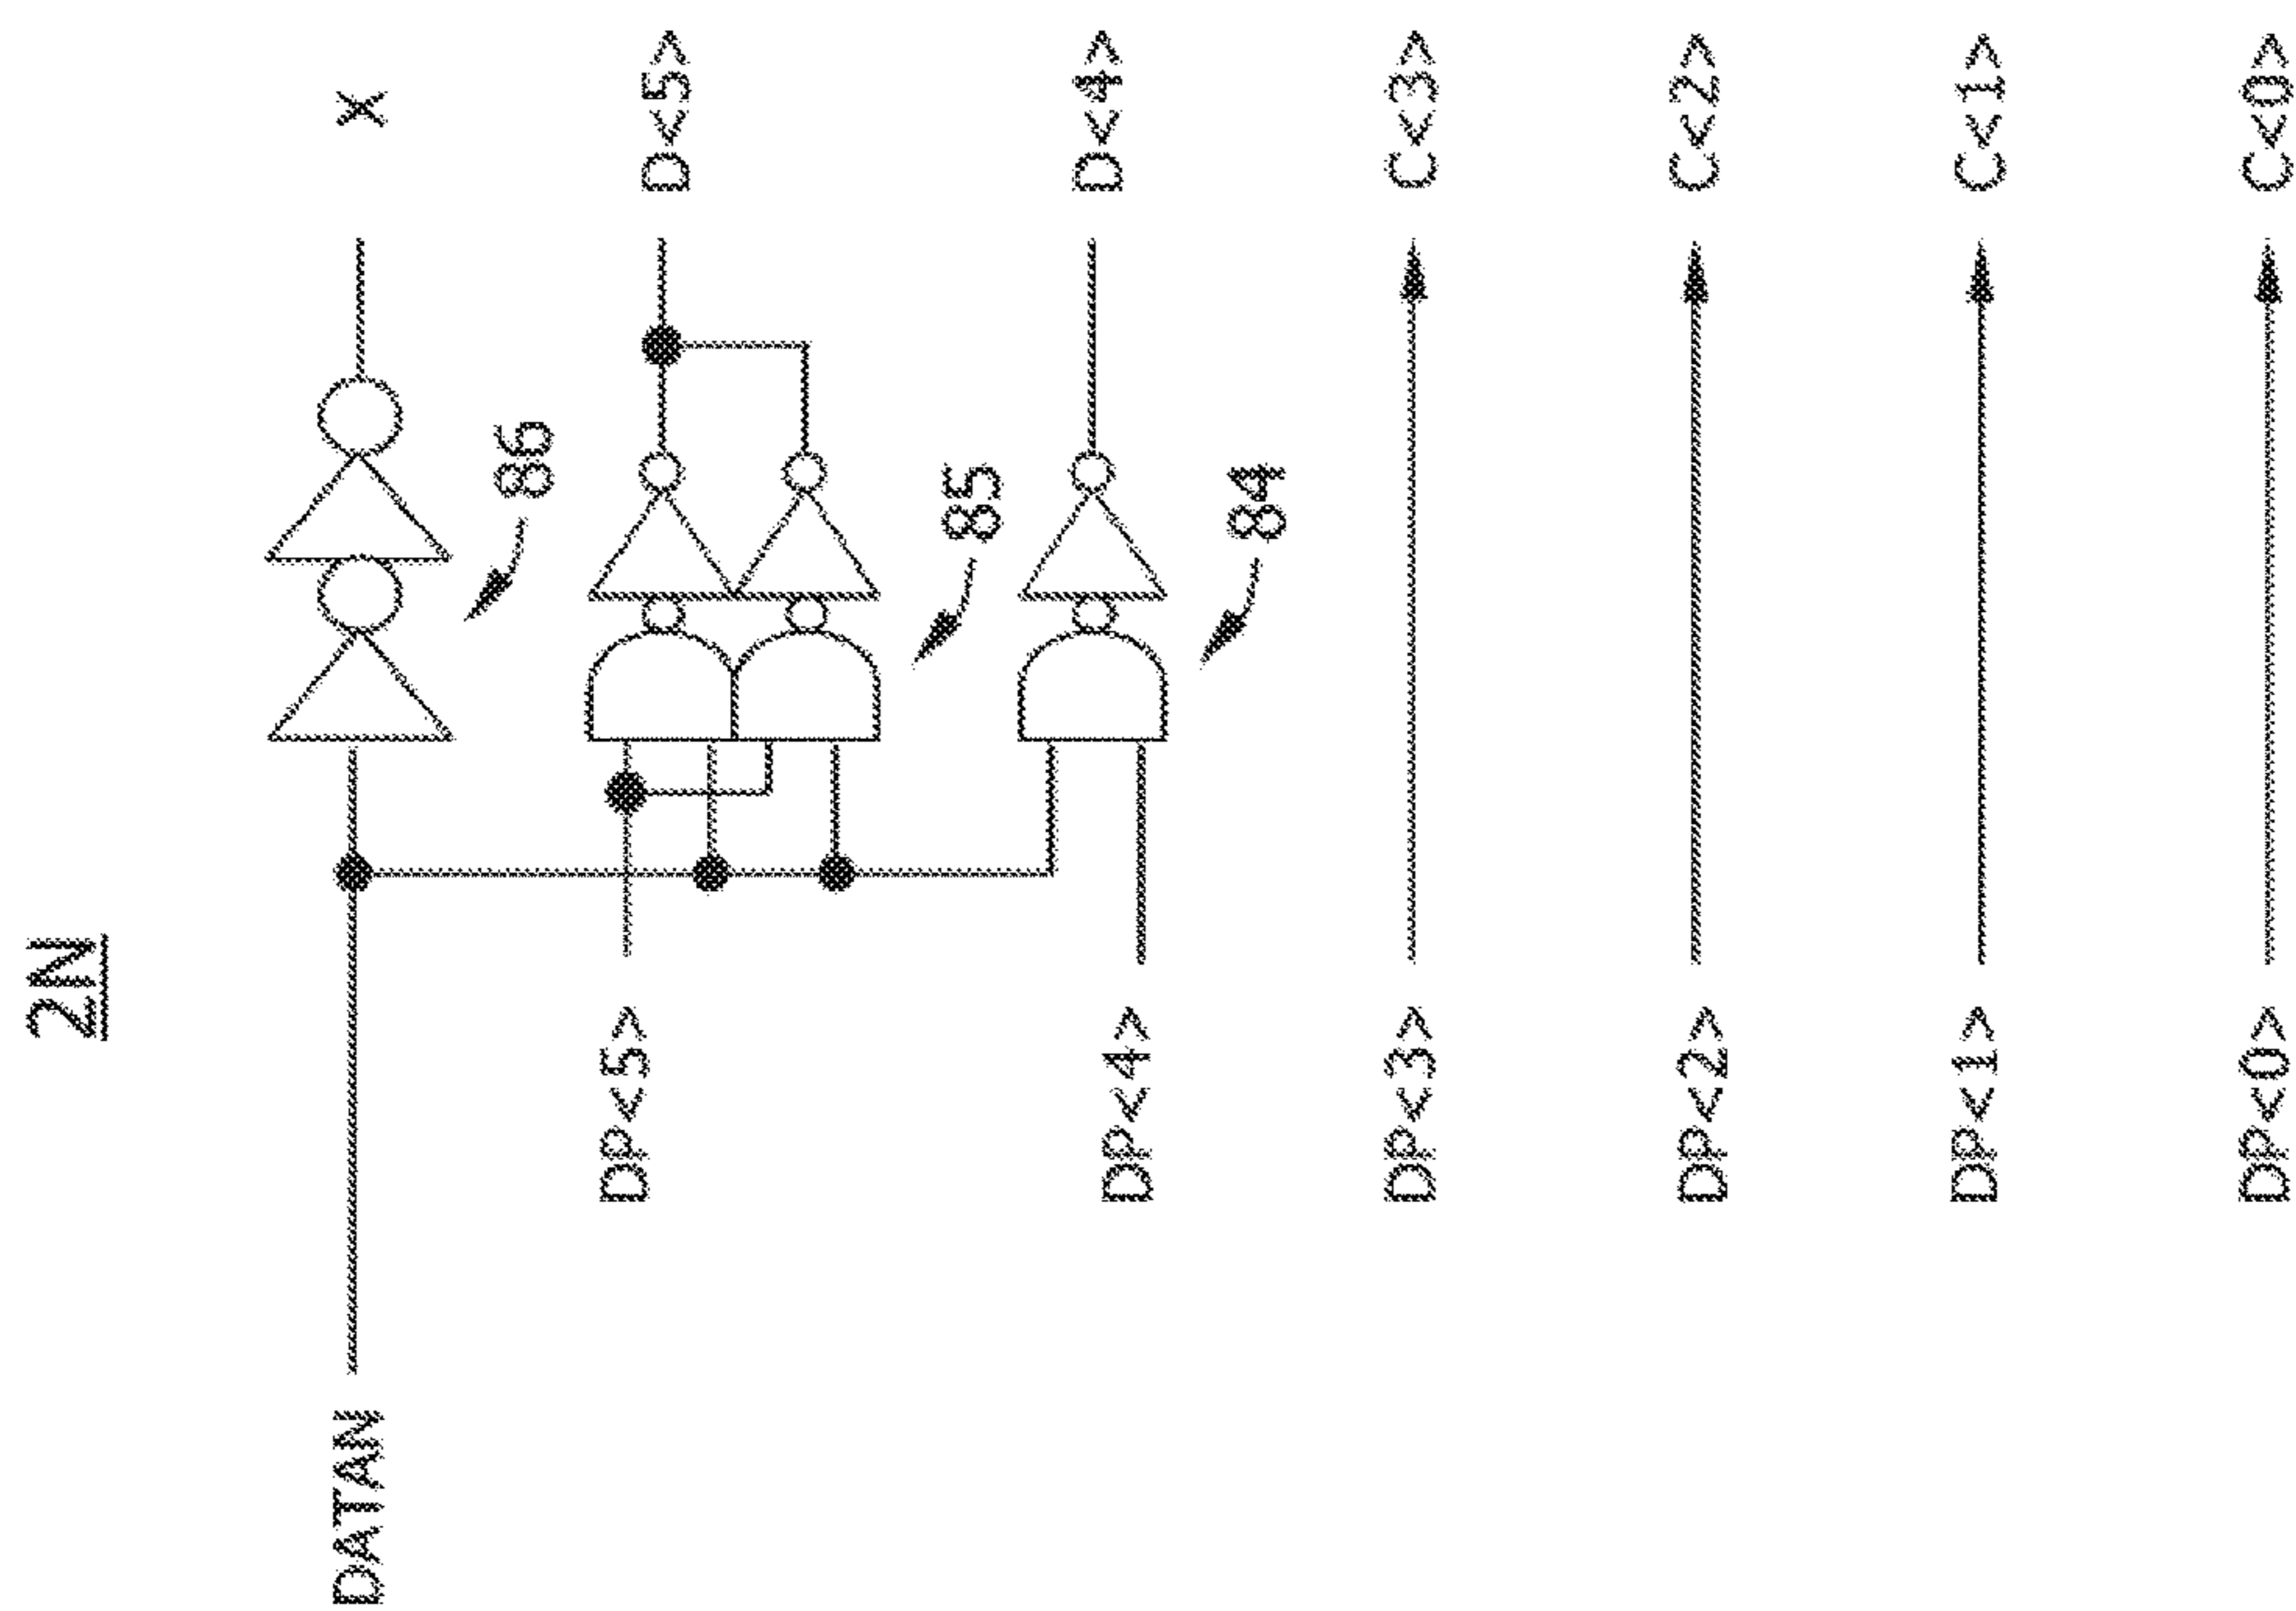 2N
DATAN
X
86
DP<5>
D<5>
85
DP<4>
D<4>
84
DP<3>
C<3>
DP<2>
C<2>
DP<1>
C<1>
DP<0>
C<0>